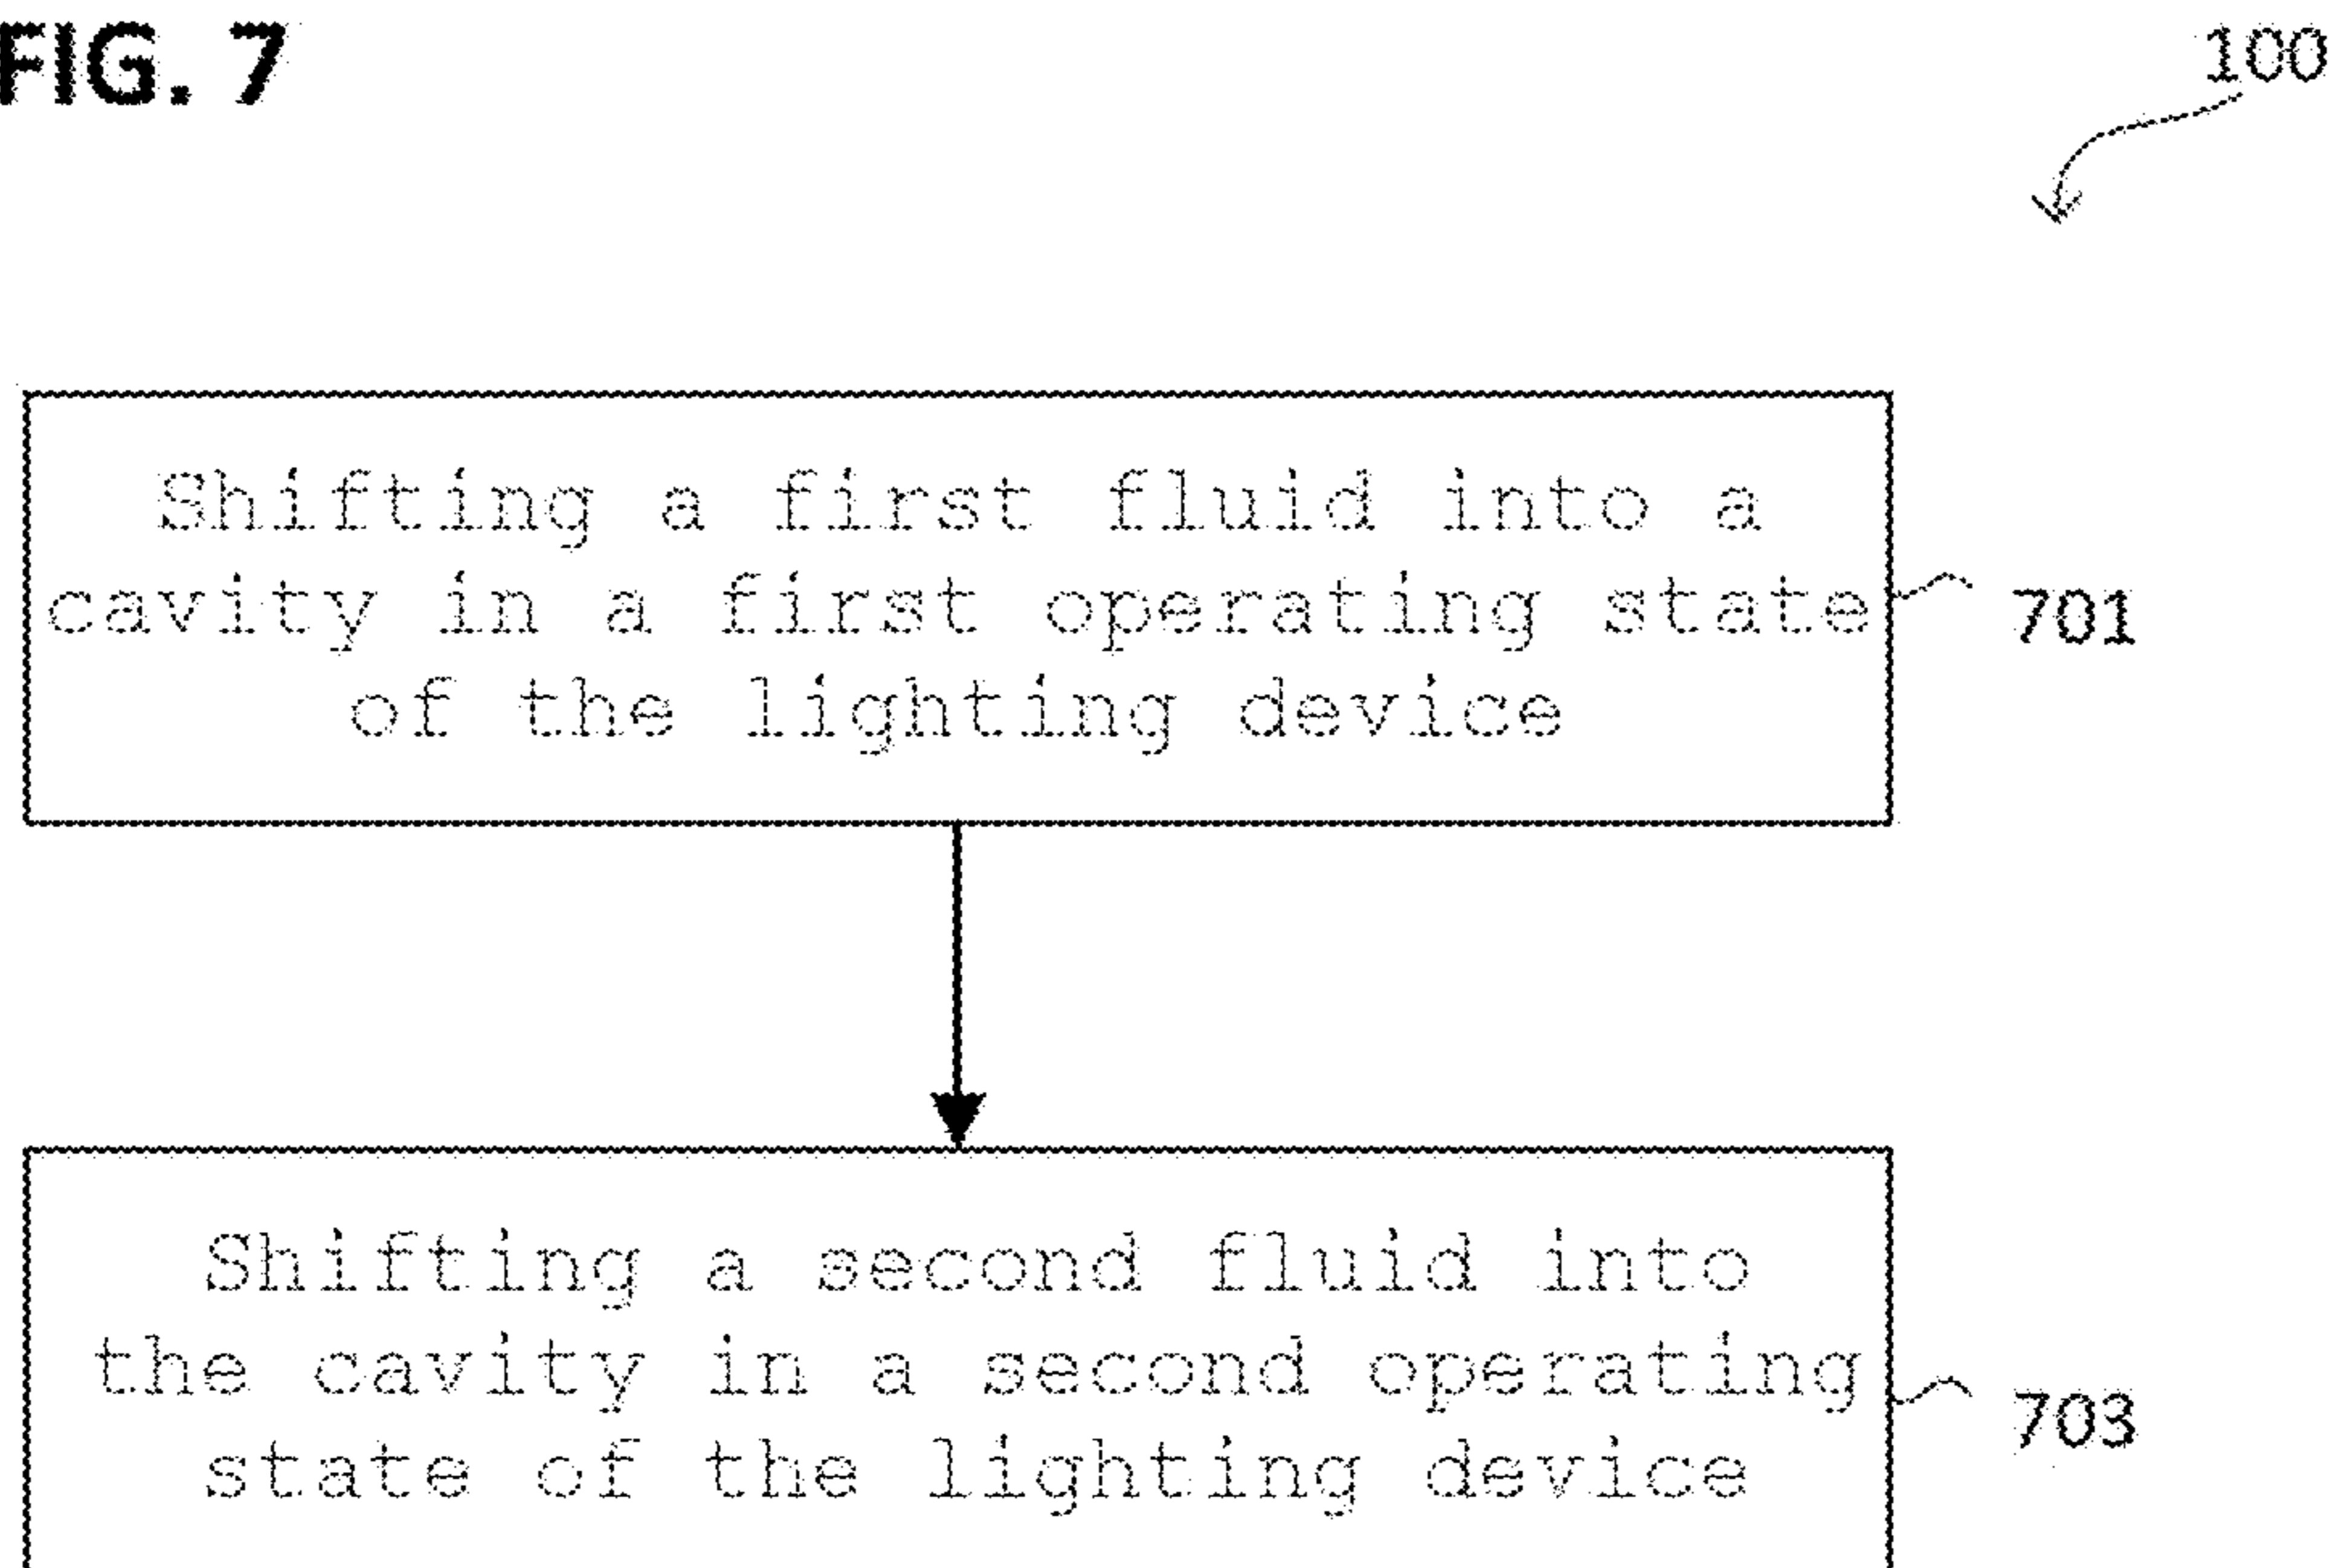 FIG. 7
100
Shifting a first fluid into a
cavity in a first operating state
of the lighting device
701
Shifting a second fluid into
the cavity in a second operating
state of the lighting device
703